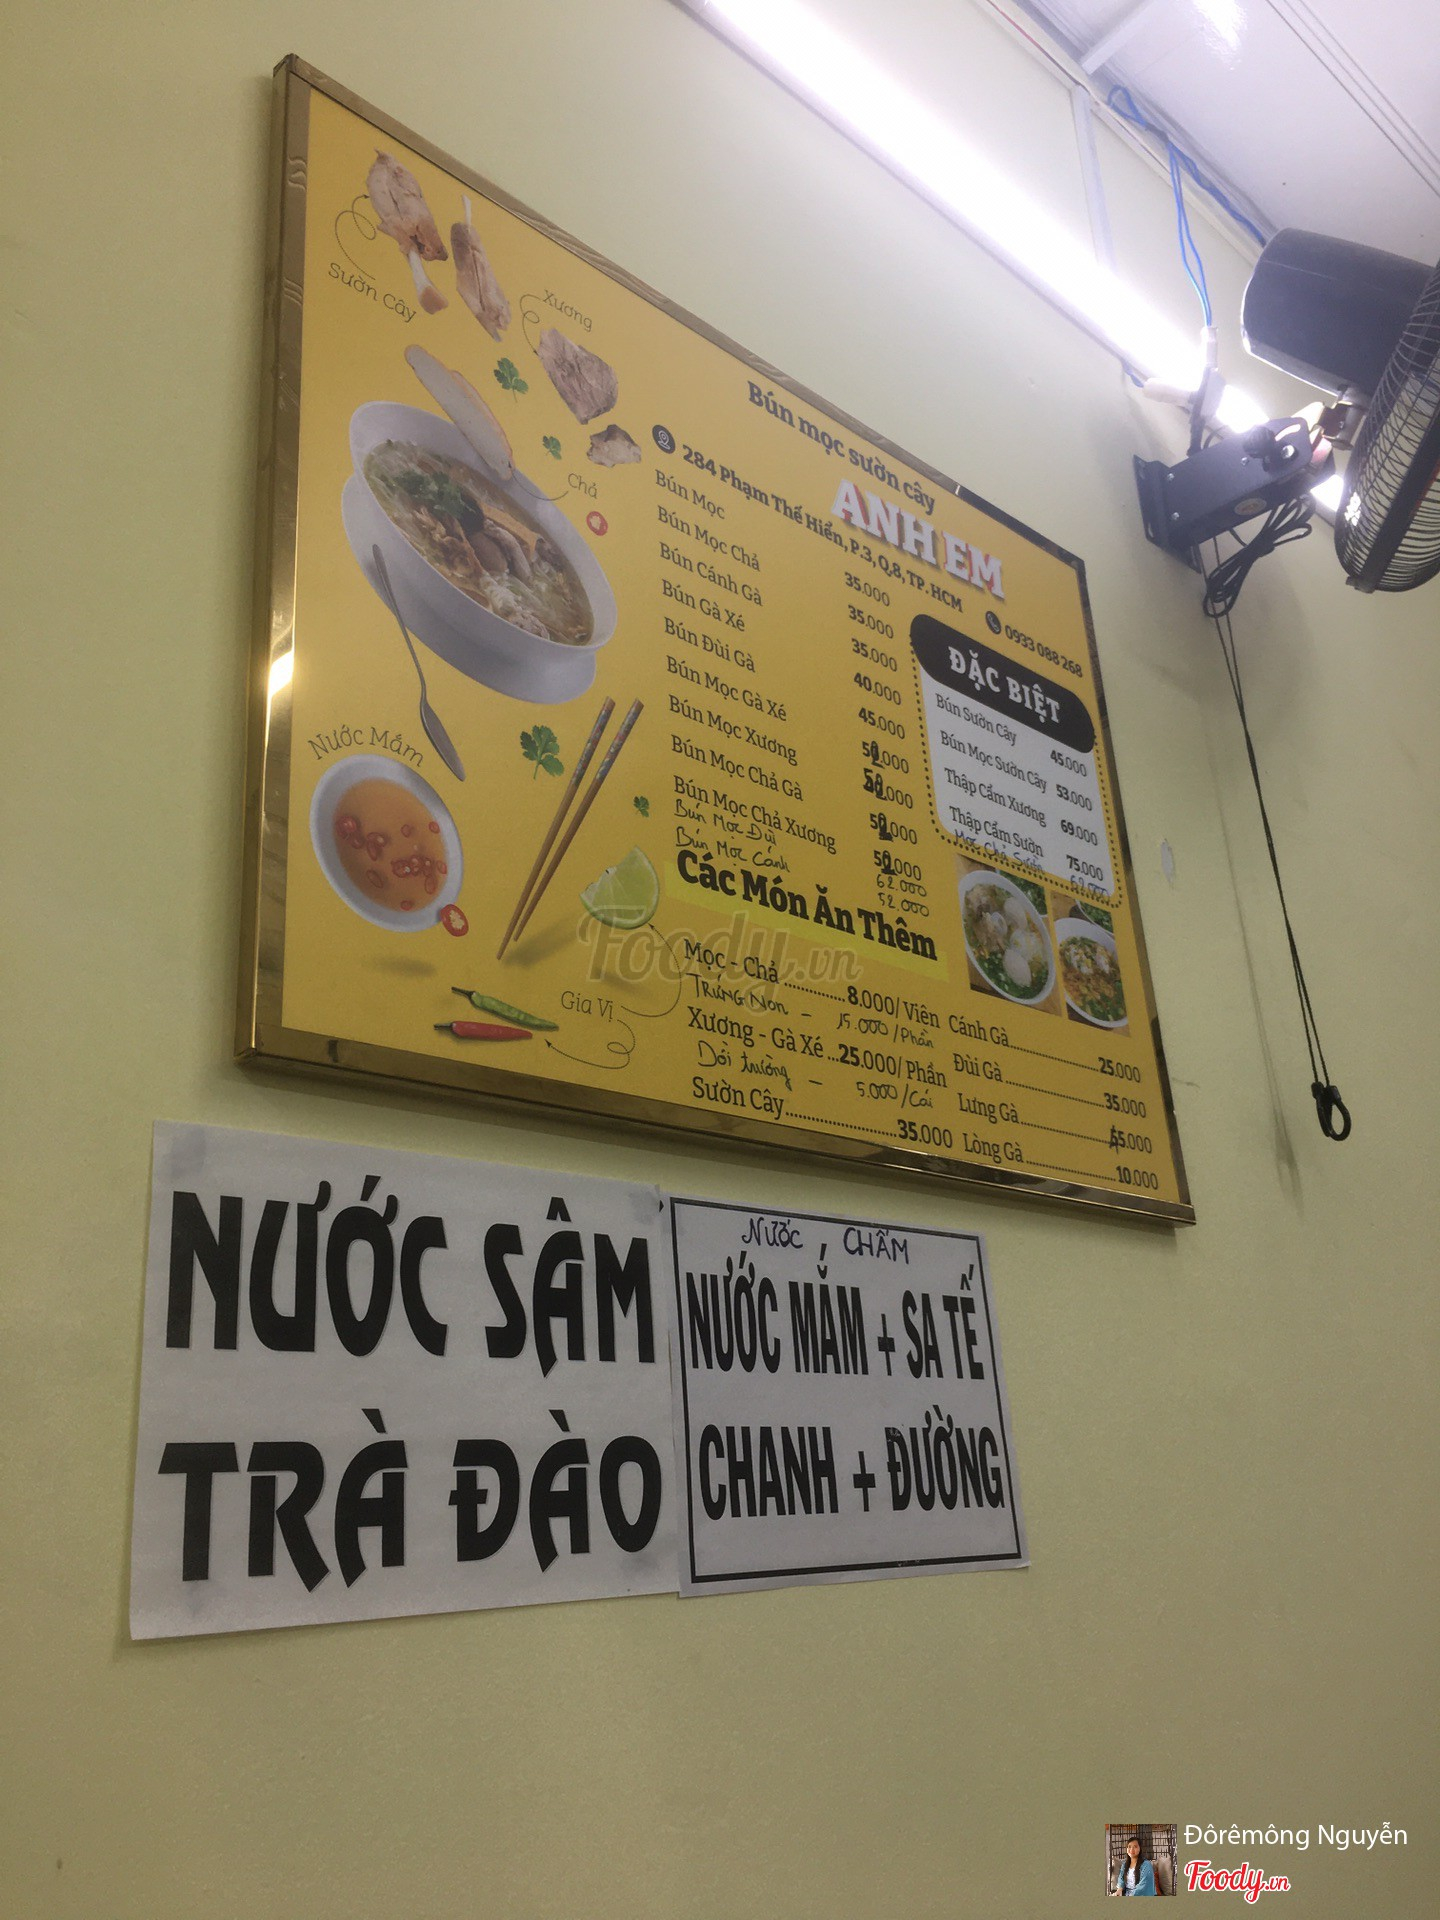 Sườn Cây
Xương
Chả
Nước Mắm
Gia Vị
Bún mọc sườn cây
ANH EM
284 Phạm Thế Hiển, P.3, Q.8, TP. HCM
0933 088 268
Bún Mọc 35.000
Bún Mọc Chả 35.000
Bún Cánh Gà 35.000
Bún Gà Xé 40.000
Bún Đùi Gà 45.000
Bún Mọc Gà Xé
Bún Mọc Xương
Bún Mọc Chả Gà
Bún Mọc Chả Xương
Bún Mọc Đùi 62.000
Bún Mọc Cánh 52.000
ĐẶC BIỆT
Bún Sườn Cây 45.000
Bún Mọc Sườn Cây 53.000
Thập Cẩm Xương 69.000
Thập Cẩm Sườn 75.000
Mọc Chả Sườn 62.000
Các Món Ăn Thêm
Mọc - Chả .............. 8.000/ Viên
TRỨNG NON - 15.000/Phần
Xương - Gà Xé ...25.000/ Phần
Dồi trường - 5.000/Cái
Sườn Cây......................35.000
Cánh Gà......................25.000
Đùi Gà......................35.000
Lưng Gà
Lòng Gà......................10.000
NƯỚC SÂM
TRÀ ĐÀO
NƯỚC CHẤM
NƯỚC MẮM + SA TẾ
CHANH + ĐƯỜNG
Foody.vn
Đôrêmông Nguyễn
Foody.vn